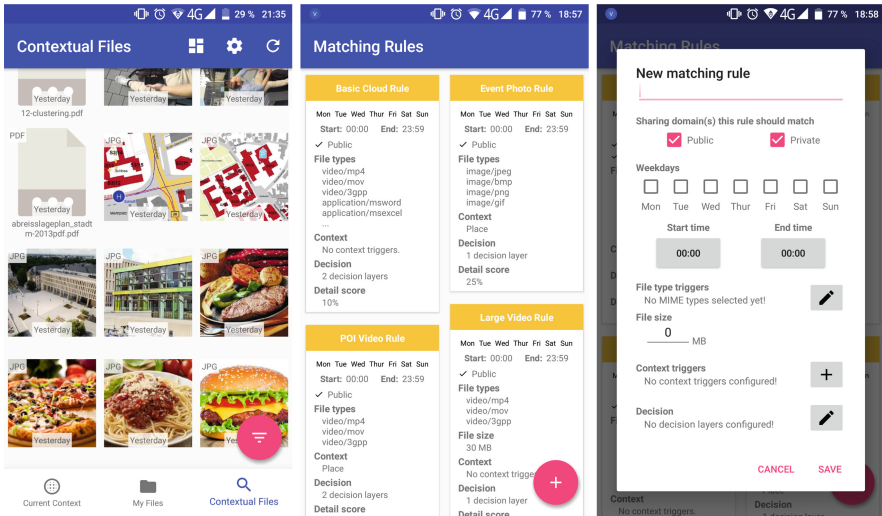 4G 29 % 21:35
Contextual Files
Yesterday
Yesterday
Yesterday
12-clustering.pdf
PDF
JPG
JPG
Yesterday
Yesterday
Yesterday
abreisslageplan_stadt
m-2013pdf.pdf
JPG
JPG
JPG
Yesterday
Yesterday
Yesterday
JPG
JPG
JPG
Yesterday
Yesterday
Yes
Current Context
My Files
Contextual Files
V
4G 77 % 18:57
Matching Rules
Basic Cloud Rule
Mon Tue Wed Thur Fri Sat Sun
Start: 00:00 End: 23:59
Public
File types
video/mp4
video/mov
video/3gpp
application/msword
application/msexcel
...
Context
No context triggers.
Decision
2 decision layers
Detail score
10%
POI Video Rule
Mon Tue Wed Thur Fri Sat Sun
Start: 00:00 End: 23:59
Public
File types
video/mp4
video/mov
video/3gpp
Context
Place
Decision
2 decision layers
Detail score
Event Photo Rule
Mon Tue Wed Thur Fri Sat Sun
Start: 00:00 End: 23:59
Public
File types
image/jpeg
image/bmp
image/png
image/gif
Context
Place
Decision
1 decision layer
Detail score
25%
Large Video Rule
Mon Tue Wed Thur Fri Sat Sun
Start: 00:00 End: 23:59
Public
File types
video/mp4
video/mov
video/3gpp
File size
30 MB
Context
No context trigge
Decision
1 decision layer
Detail score
V
4G 77 % 18:58
Matching Rules
New matching rule
Sharing domain(s) this rule should match
Public Private
Weekdays
Mon Tue Wed Thur Fri Sat Sun
Start time End time
00:00 00:00
File type triggers
No MIME types selected yet!
File size
0 MB
Context triggers
No context triggers configured!
Decision
No decision layers configured!
CANCEL SAVE
Context
No context triggers.
Decision